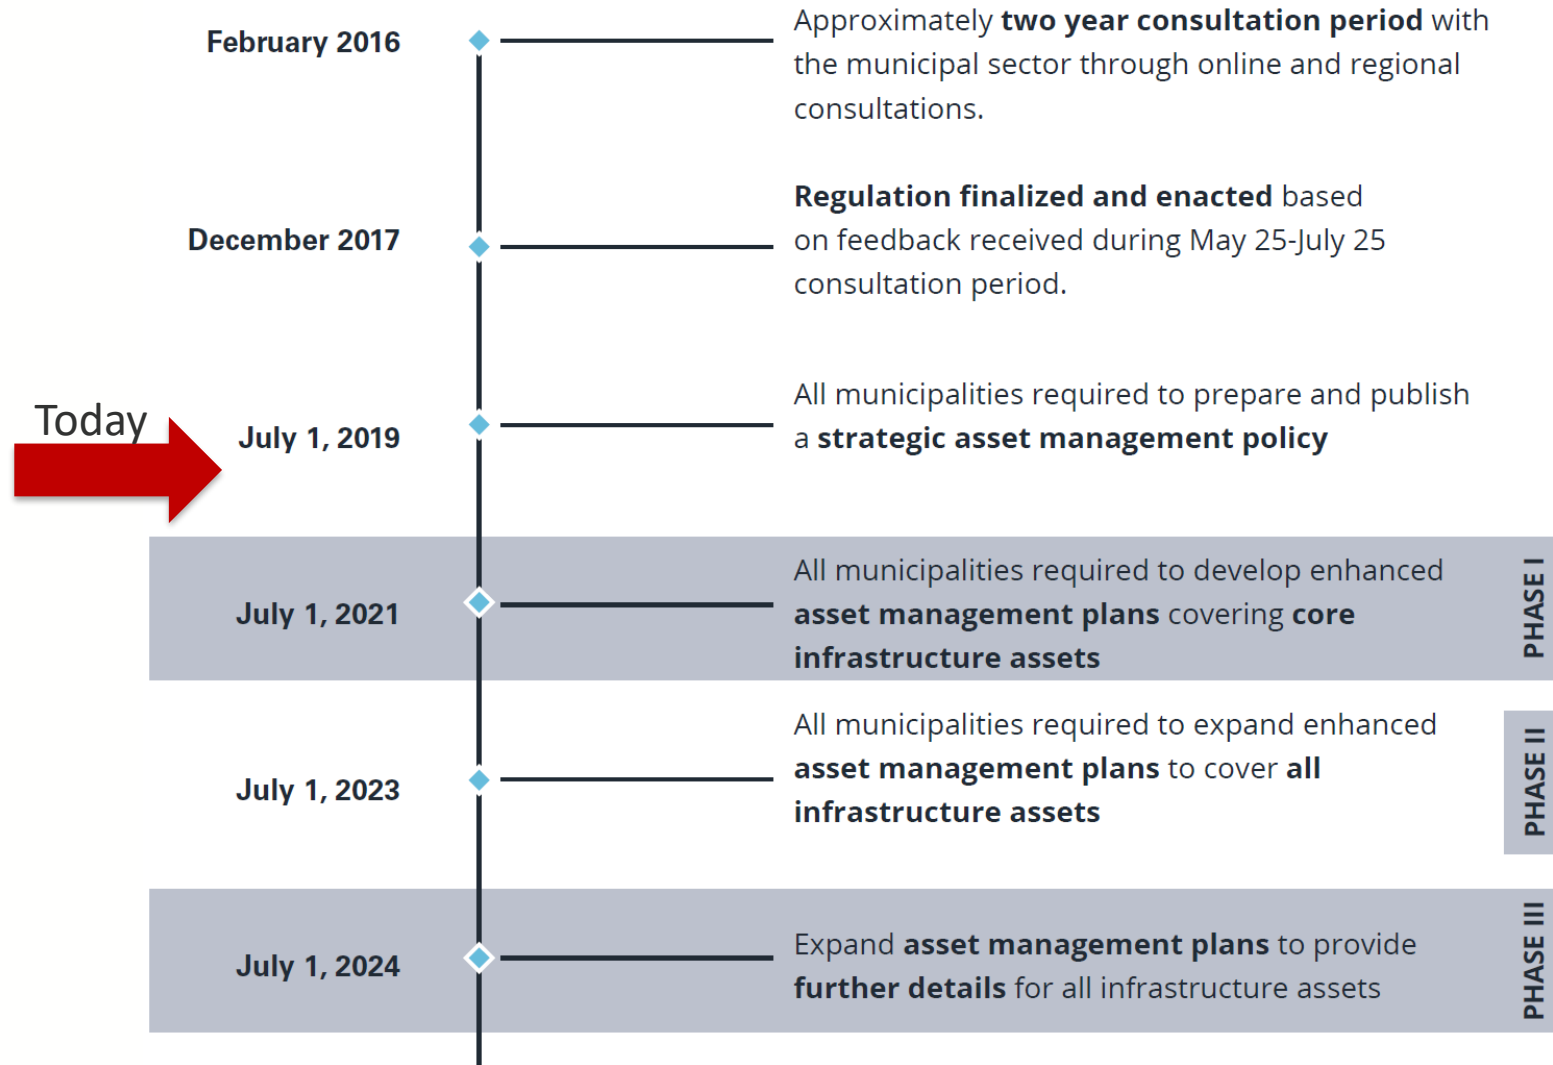 February 2016
Approximately two year consultation period with
the municipal sector through online and regional
consultations.
December 2017
Regulation finalized and enacted based
on feedback received during May 25-July 25
consultation period.
Today
July 1, 2019
All municipalities required to prepare and publish
a strategic asset management policy
July 1, 2021
All municipalities required to develop enhanced
asset management plans covering core
infrastructure assets
PHASE I
July 1, 2023
All municipalities required to expand enhanced
asset management plans to cover all
infrastructure assets
PHASE II
July 1, 2024
Expand asset management plans to provide
further details for all infrastructure assets
PHASE III